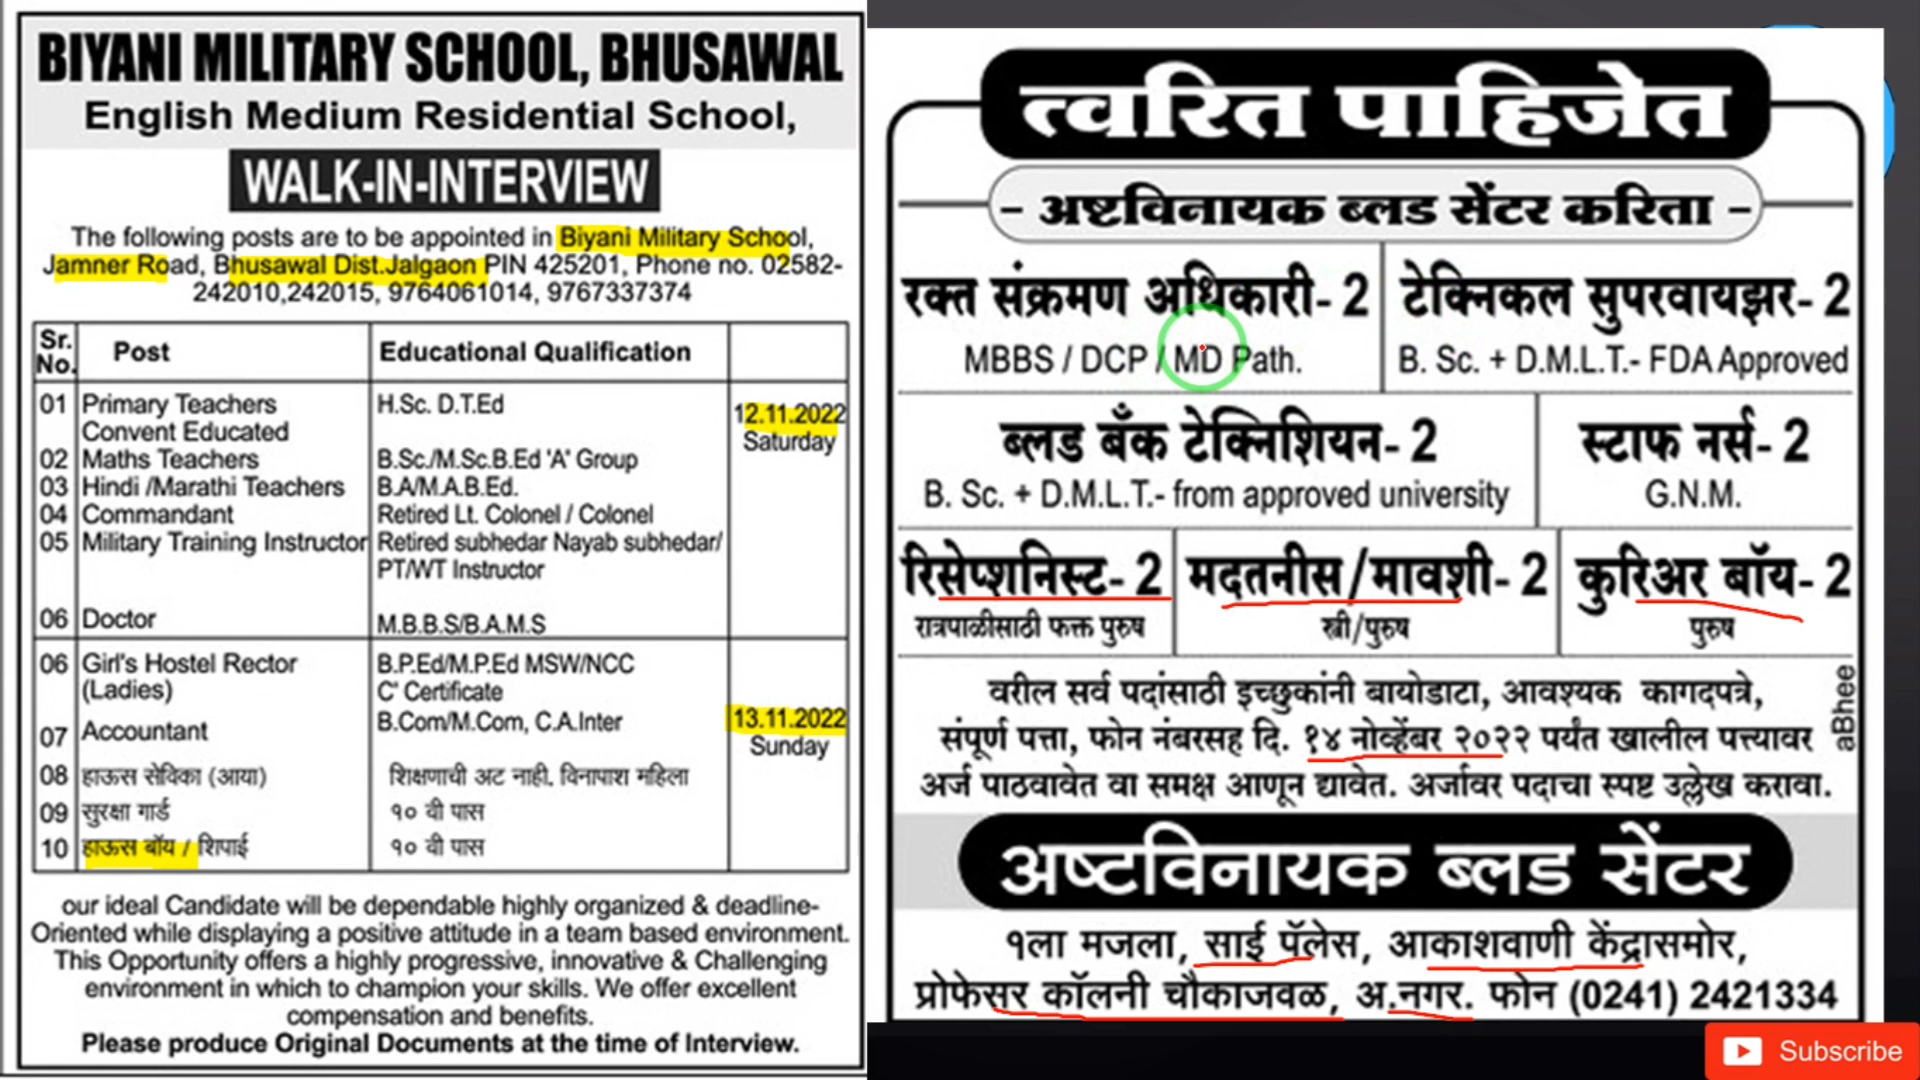 BIYANI MILITARY SCHOOL, BHUSAWAL
English Medium Residential School,
WALK-IN-INTERVIEW
The following posts are to be appointed in Biyani Military School,
Jamner Road, Bhusawal Dist.Jalgaon PIN 425201, Phone no. 02582-
242010,242015, 9764061014, 9767337374
Sr. No. Post Educational Qualification
01 Primary Teachers H.Sc. D.T.Ed 12.11.2022
Convent Educated Saturday
02 Maths Teachers B.Sc./M.Sc.B.Ed 'A' Group
03 Hindi /Marathi Teachers B.A/M.A.B.Ed.
04 Commandant Retired Lt. Colonel / Colonel
05 Military Training Instructor Retired subhedar Nayab subhedar/
PT/WT Instructor
06 Doctor M.B.B.S/B.A.M.S
06 Girl's Hostel Rector B.P.Ed/M.P.Ed MSW/NCC
(Ladies) C' Certificate
07 Accountant B.Com/M.Com, C.A.Inter 13.11.2022
Sunday
08 हाऊस सेविका (आया) शिक्षणाची अट नाही. विनापाश महिला
09 सुरक्षा गार्ड १० वी पास
10 हाऊस बॉय / शिपाई १० वी पास
our ideal Candidate will be dependable highly organized & deadline-
Oriented while displaying a positive attitude in a team based environment.
This Opportunity offers a highly progressive, innovative & Challenging
environment in which to champion your skills. We offer excellent
compensation and benefits.
Please produce Original Documents at the time of Interview.
त्वरित पाहिजेत
- अष्टविनायक ब्लड सेंटर करिता -
रक्त संक्रमण अधिकारी- 2
MBBS / DCP / MD Path.
टेक्निकल सुपरवायझर- 2
B. Sc. + D.M.L.T.- FDA Approved
ब्लड बँक टेक्निशियन- 2
B. Sc. + D.M.L.T.- from approved university
स्टाफ नर्स- 2
G.N.M.
रिसेप्शनिस्ट- 2
रात्रपाळीसाठी फक्त पुरुष
मदतनीस/मावशी- 2
स्त्री/पुरुष
कुरिअर बॉय- 2
पुरुष
वरील सर्व पदांसाठी इच्छुकांनी बायोडाटा, आवश्यक कागदपत्रे,
संपूर्ण पत्ता, फोन नंबरसह दि. १४ नोव्हेंबर २०२२ पर्यंत खालील पत्त्यावर
अर्ज पाठवावेत वा समक्ष आणून द्यावेत. अर्जावर पदाचा स्पष्ट उल्लेख करावा.
aBhee
अष्टविनायक ब्लड सेंटर
१ला मजला, साई पॅलेस, आकाशवाणी केंद्रासमोर,
प्रोफेसर कॉलनी चौकाजवळ, अ.नगर. फोन (0241) 2421334
Subscribe